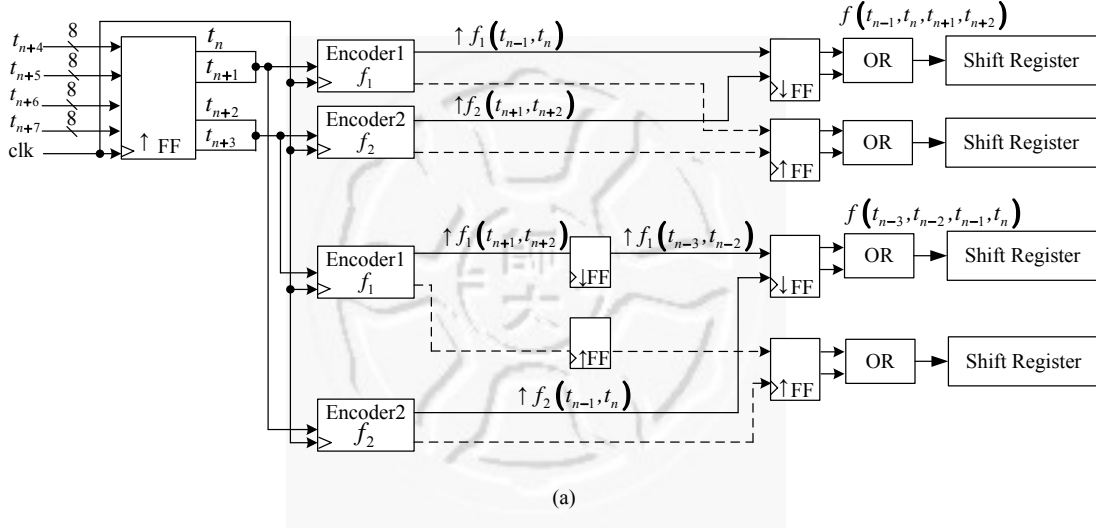 t_{n+4} 8
t_{n+5} 8
t_{n+6} 8
t_{n+7} 8
clk
↑ FF
t_n
t_{n+1}
t_{n+2}
t_{n+3}
Encoder1
f_1
↑ f_1(t_{n-1}, t_n)
Encoder2
f_2
↑ f_2(t_{n+1}, t_{n+2})
↓ FF
OR
f(t_{n-1}, t_n, t_{n+1}, t_{n+2})
Shift Register
↑ FF
OR
Shift Register
Encoder1
f_1
↑ f_1(t_{n+1}, t_{n+2})
↓FF
↑ f_1(t_{n-3}, t_{n-2})
↓ FF
OR
f(t_{n-3}, t_{n-2}, t_{n-1}, t_n)
Shift Register
↑FF
↑ FF
OR
Shift Register
Encoder2
f_2
↑ f_2(t_{n-1}, t_n)
(a)